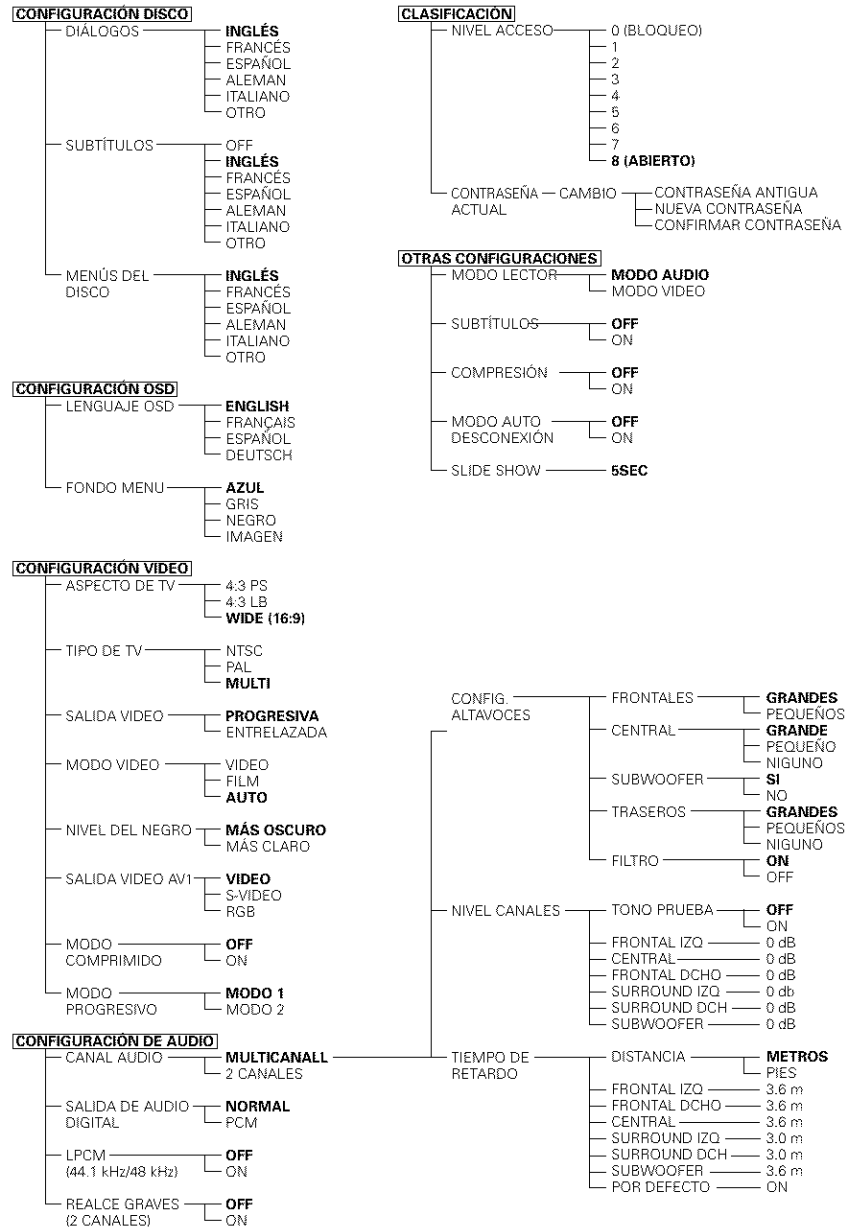 CONFIGURACIÓN DISCO
DIÁLOGOS
INGLÉS
FRANCÉS
ESPAÑOL
ALEMAN
ITALIANO
OTRO
SUBTÍTULOS
OFF
INGLÉS
FRANCÉS
ESPAÑOL
ALEMAN
ITALIANO
OTRO
MENÚS DEL
DISCO
INGLÉS
FRANCÉS
ESPAÑOL
ALEMAN
ITALIANO
OTRO
CONFIGURACIÓN OSD
LENGUAJE OSD
ENGLISH
FRANÇAIS
ESPAÑOL
DEUTSCH
FONDO MENU
AZUL
GRIS
NEGRO
IMAGEN
CONFIGURACIÓN VIDEO
ASPECTO DE TV
4:3 PS
4:3 LB
WIDE (16:9)
TIPO DE TV
NTSC
PAL
MULTI
SALIDA VIDEO
PROGRESIVA
ENTRELAZADA
MODO VIDEO
VIDEO
FILM
AUTO
NIVEL DEL NEGRO
MÁS OSCURO
MÁS CLARO
SALIDA VIDEO AV1
VIDEO
S-VIDEO
RGB
MODO
COMPRIMIDO
OFF
ON
MODO
PROGRESIVO
MODO 1
MODO 2
CONFIGURACIÓN DE AUDIO
CANAL AUDIO
MULTICANALL
2 CANALES
SALIDA DE AUDIO
DIGITAL
NORMAL
PCM
LPCM
(44.1 kHz/48 kHz)
OFF
ON
REALCE GRAVES
(2 CANALES)
OFF
ON
CLASIFICACIÓN
NIVEL ACCESO
0 (BLOQUEO)
1
2
3
4
5
6
7
8 (ABIERTO)
CONTRASEÑA
ACTUAL
CAMBIO
CONTRASEÑA ANTIGUA
NUEVA CONTRASEÑA
CONFIRMAR CONTRASEÑA
OTRAS CONFIGURACIONES
MODO LECTOR
MODO AUDIO
MODO VIDEO
SUBTÍTULOS
OFF
ON
COMPRESIÓN
OFF
ON
MODO AUTO
DESCONEXIÓN
OFF
ON
SLIDE SHOW
5SEC
CONFIG.
ALTAVOCES
FRONTALES
GRANDES
PEQUEÑOS
CENTRAL
GRANDE
PEQUEÑO
NIGUNO
SUBWOOFER
SI
NO
TRASEROS
GRANDES
PEQUEÑOS
NIGUNO
FILTRO
ON
OFF
NIVEL CANALES
TONO PRUEBA
OFF
ON
FRONTAL IZQ 0 dB
CENTRAL 0 dB
FRONTAL DCHO 0 dB
SURROUND IZQ 0 db
SURROUND DCH 0 dB
SUBWOOFER 0 dB
TIEMPO DE
RETARDO
DISTANCIA
METROS
PIES
FRONTAL IZQ 3.6 m
FRONTAL DCHO 3.6 m
CENTRAL 3.6 m
SURROUND IZQ 3.0 m
SURROUND DCH 3.0 m
SUBWOOFER 3.6 m
POR DEFECTO ON